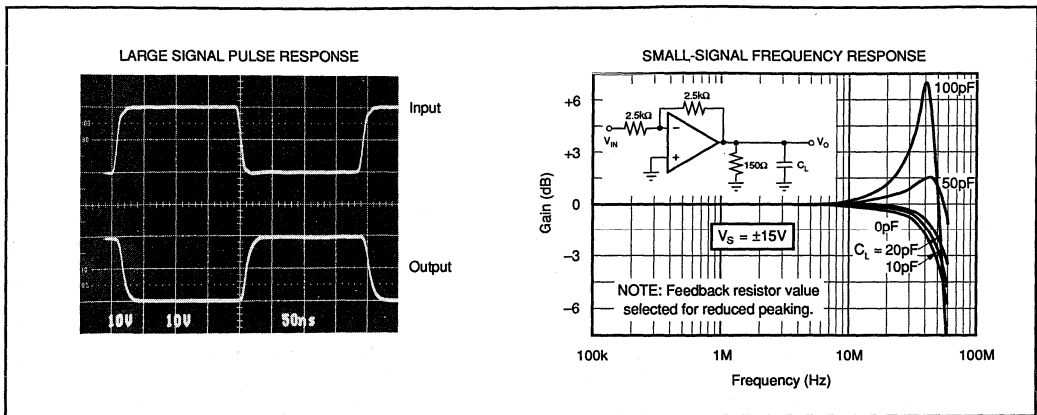 LARGE SIGNAL PULSE RESPONSE
Input
Output
10V 10V 50ns
SMALL-SIGNAL FREQUENCY RESPONSE
Gain (dB)
+6
+3
0
–3
–6
2.5kΩ
2.5kΩ
V_IN
–
+
150Ω
C_L
V_O
100pF
50pF
0pF
C_L = 20pF
10pF
V_S = ±15V
NOTE: Feedback resistor value
selected for reduced peaking.
100k 1M 10M 100M
Frequency (Hz)